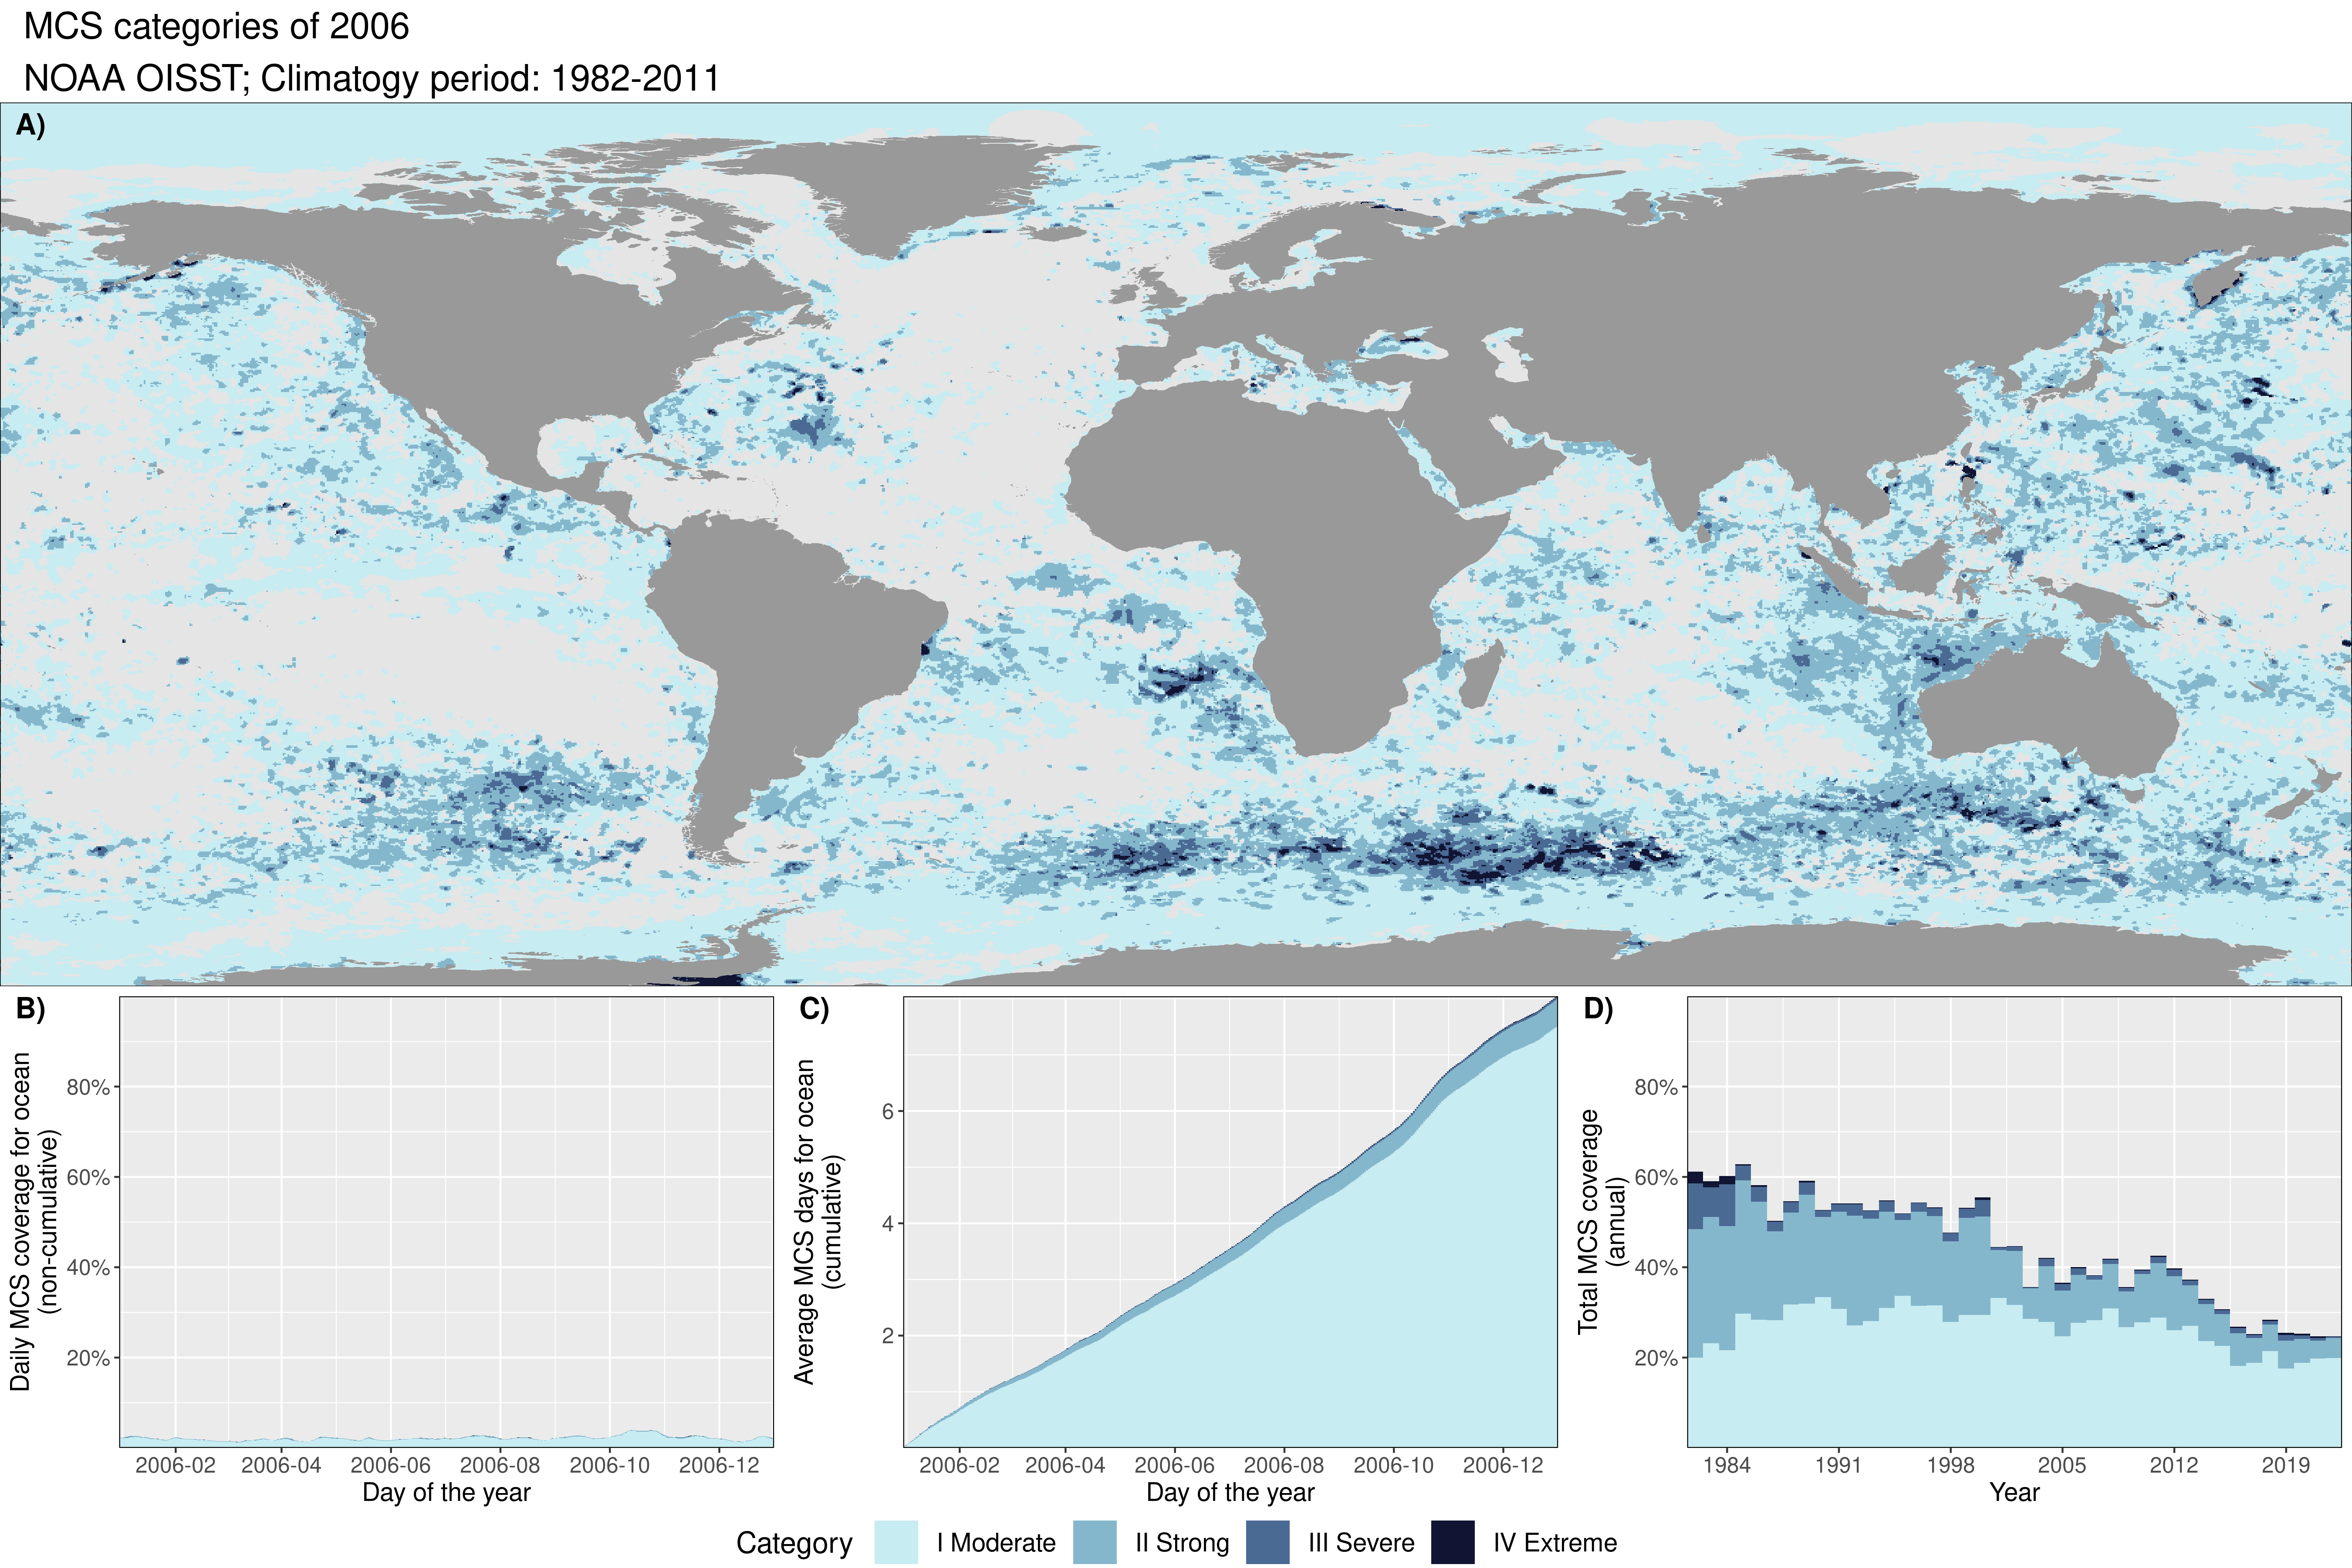 MCS categories of 2006
NOAA OISST; Climatogy period: 1982-2011
A)
B)
Daily MCS coverage for ocean
(non-cumulative)
80%
60%
40%
20%
2006-02 2006-04 2006-06 2006-08 2006-10 2006-12
Day of the year
C)
Average MCS days for ocean
(cumulative)
6
4
2
2006-02 2006-04 2006-06 2006-08 2006-10 2006-12
Day of the year
D)
Total MCS coverage
(annual)
80%
60%
40%
20%
1984 1991 1998 2005 2012 2019
Year
Category I Moderate II Strong III Severe IV Extreme